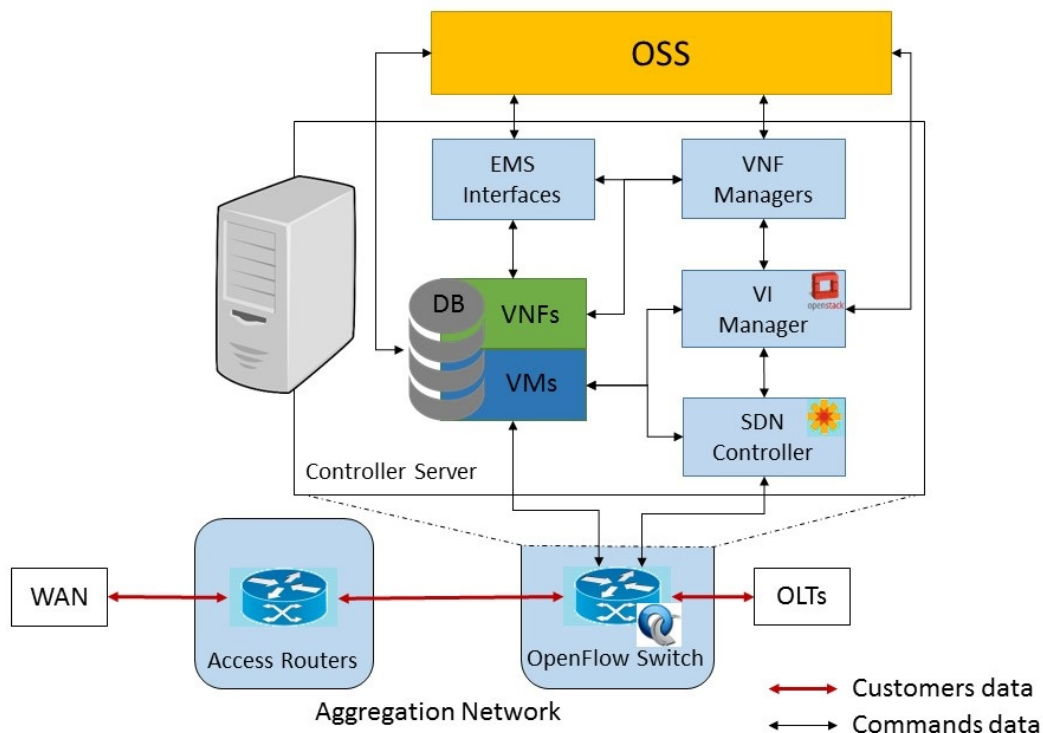 OSS
EMS
Interfaces
VNF
Managers
DB
VNFs
VI
Manager
openstack
VMs
SDN
Controller
Controller Server
WAN
OLTs
Access Routers
OpenFlow Switch
Aggregation Network
Customers data
Commands data